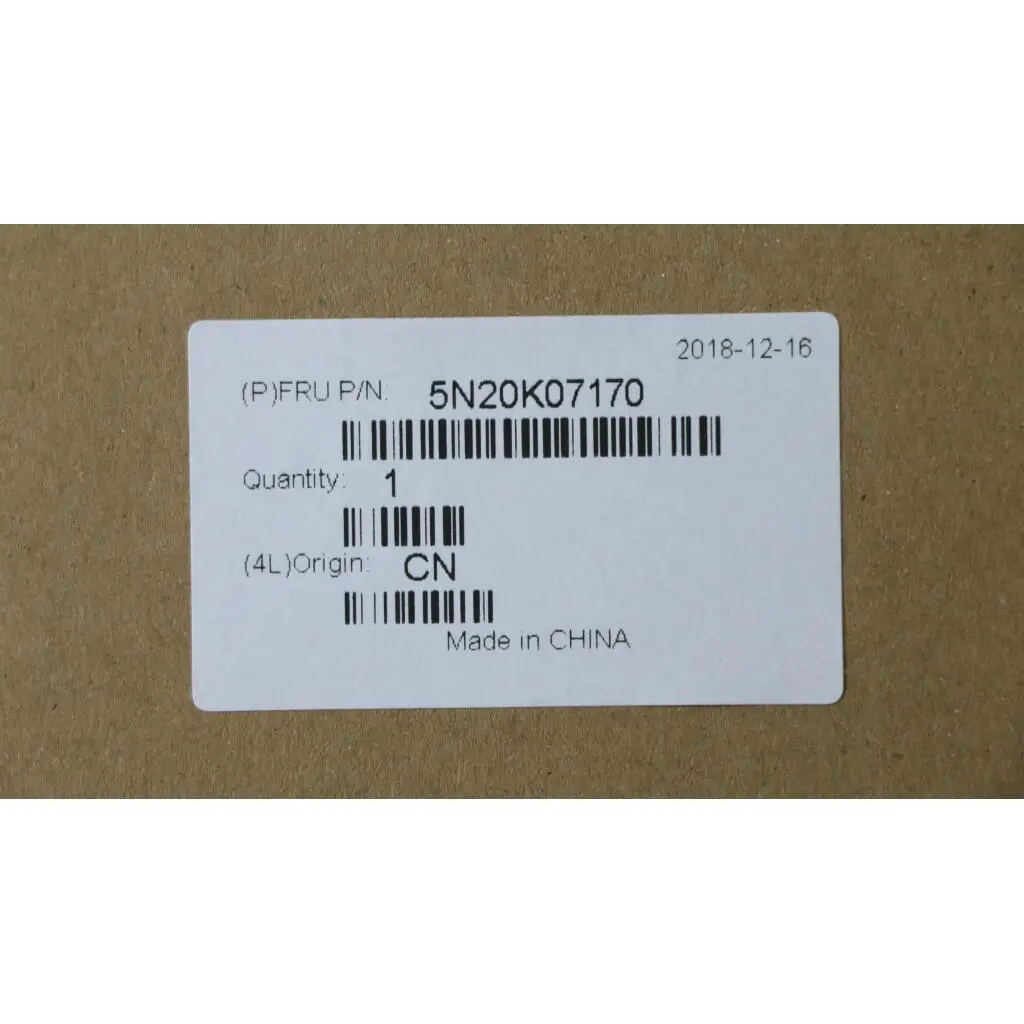 2018-12-16
(P)FRU P/N: 5N20K07170
Quantity: 1
(4L)Origin: CN
Made in CHINA